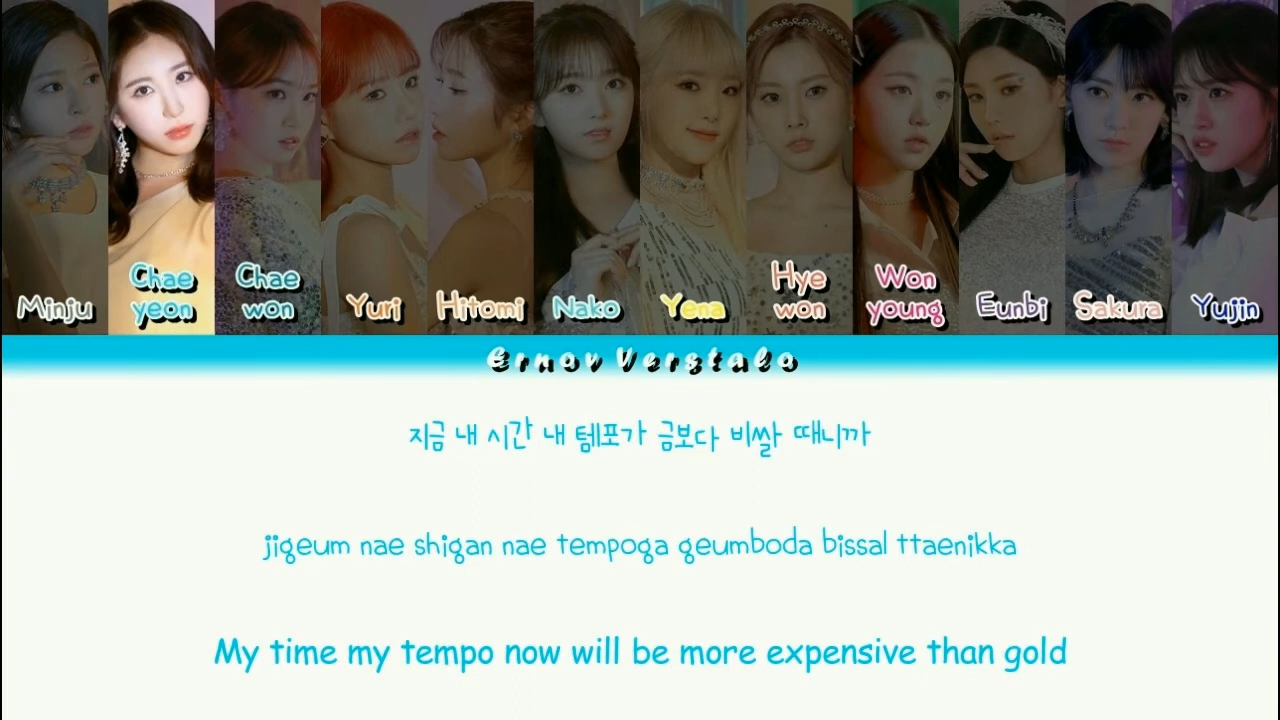 Minju
Chae
yeon
Chae
won
Yuri
Hitomi
Nako
Yena
Hye
won
Won
young
Eunbi
Sakura
Yujin
Ernov Verstalo
지금 내 시간 내 템포가 금보다 비쌀 때니까
jigeum nae shigan nae tempoga geumboda bissal ttaenikka
My time my tempo now will be more expensive than gold